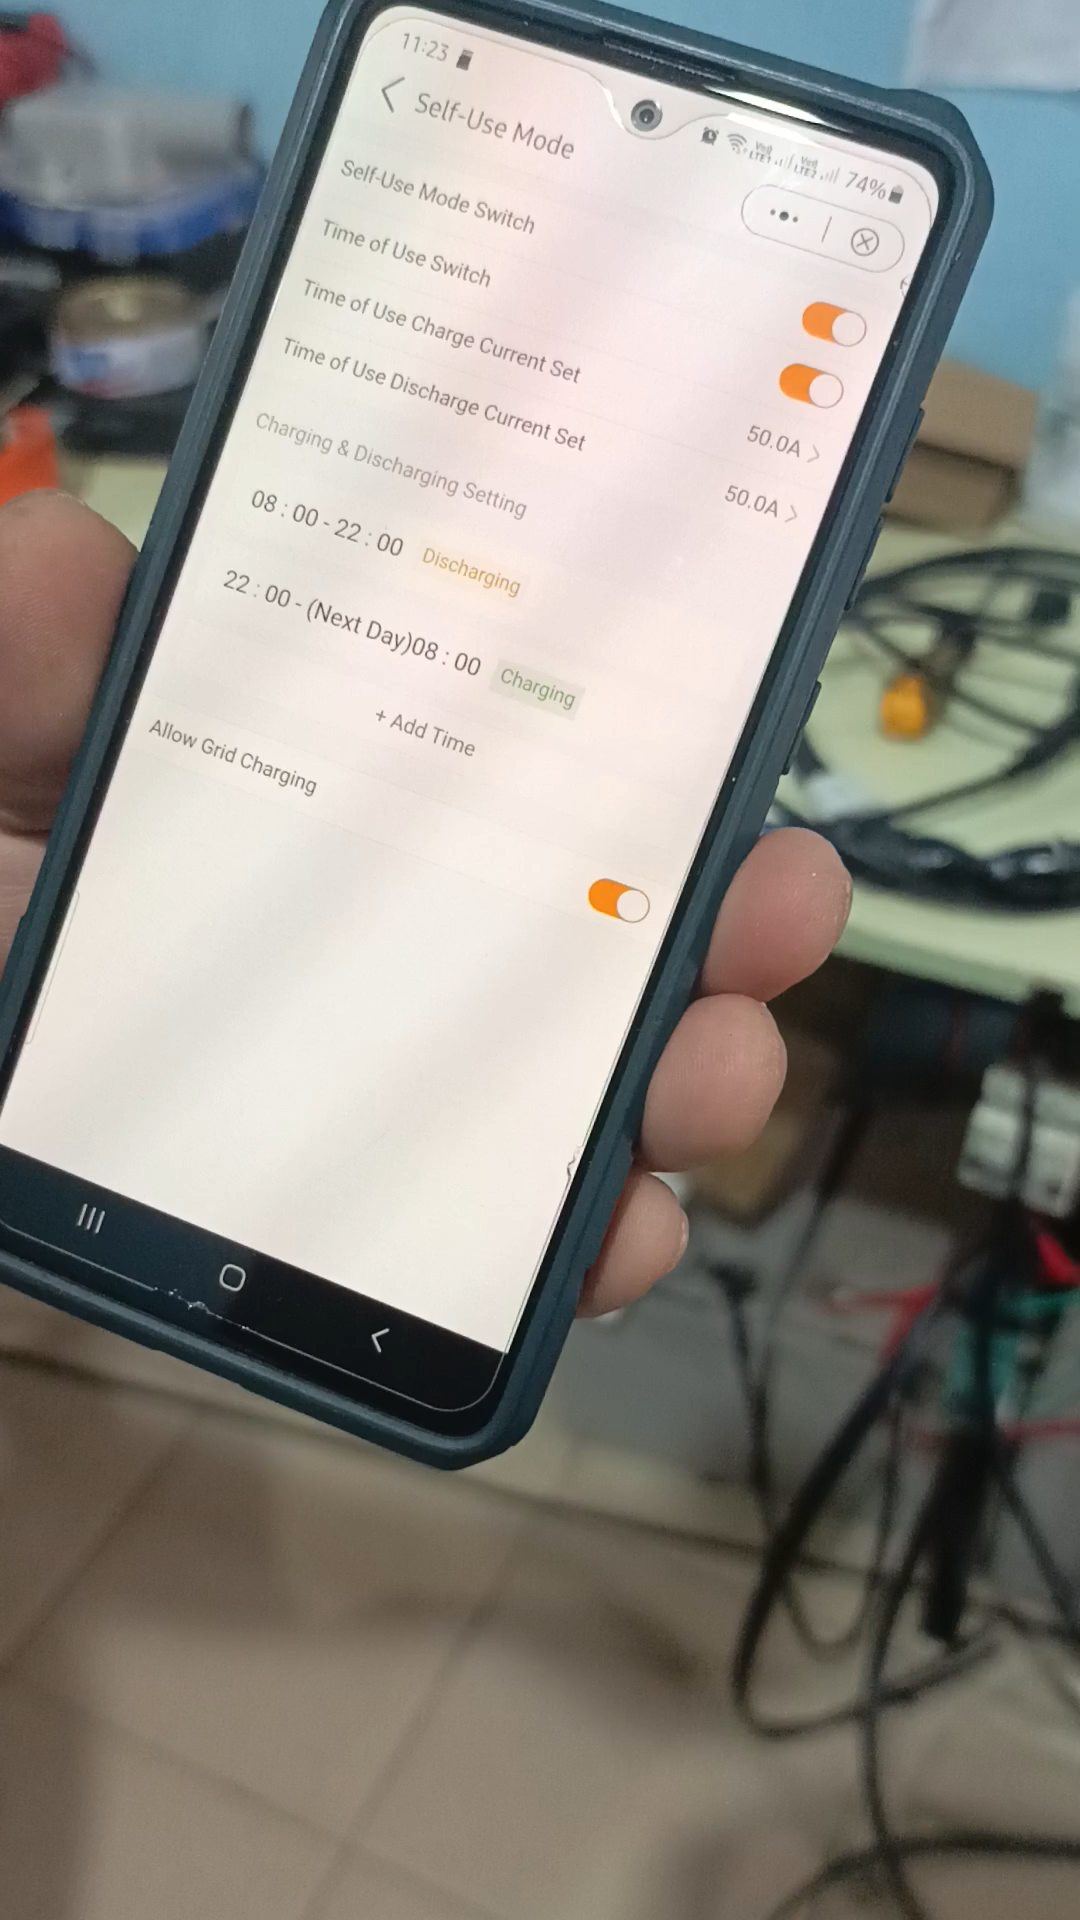 11:23
VoLTE1 VoLTE2 74%
Self-Use Mode
Self-Use Mode Switch
Time of Use Switch
Time of Use Charge Current Set 50.0A
Time of Use Discharge Current Set 50.0A
Charging & Discharging Setting
08 : 00 - 22 : 00 Discharging
22 : 00 - (Next Day)08 : 00 Charging
+ Add Time
Allow Grid Charging